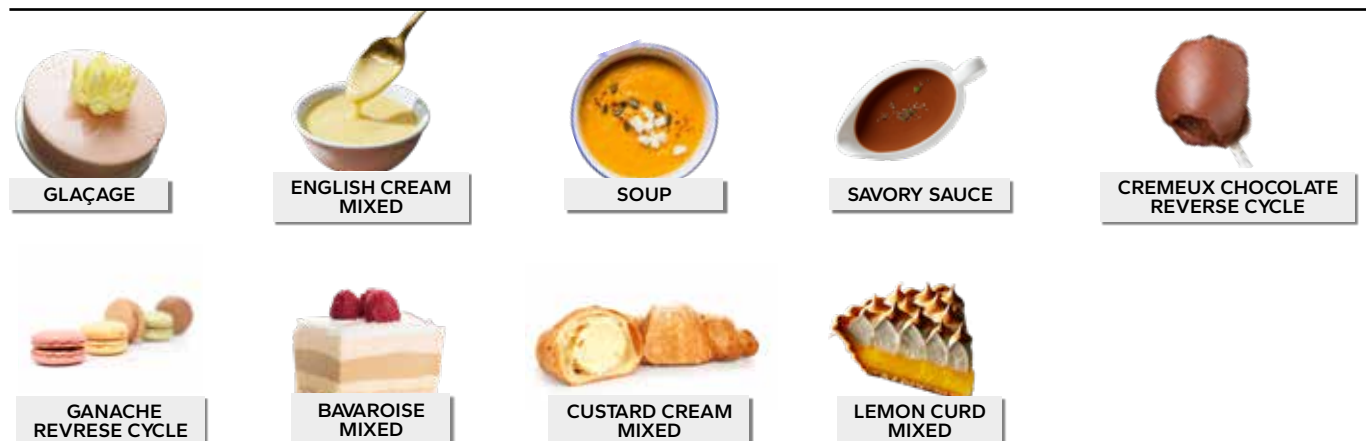 GLAÇAGE
ENGLISH CREAM
MIXED
SOUP
SAVORY SAUCE
CREMEUX CHOCOLATE
REVERSE CYCLE
GANACHE
REVRESE CYCLE
BAVAROISE
MIXED
CUSTARD CREAM
MIXED
LEMON CURD
MIXED